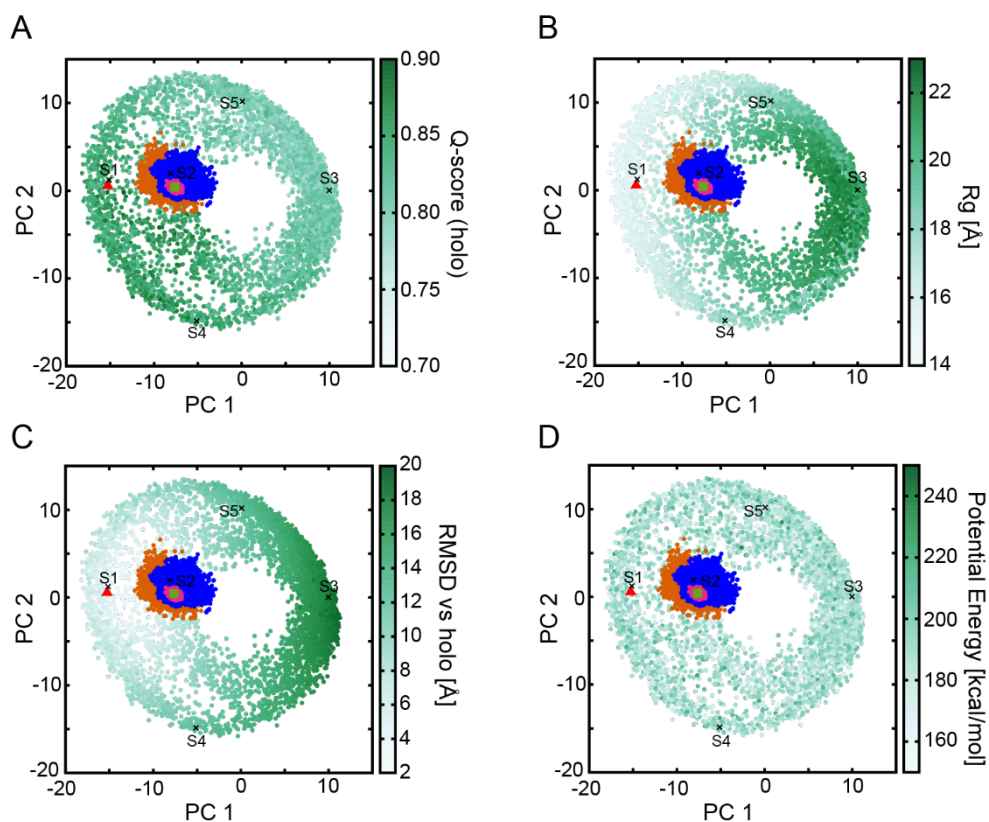 A
B
10
0
-10
-20
-20
-10
0
10
PC 1
PC 2
S1
S2
S3
S4
S5
0.90
0.85
0.80
0.75
0.70
Q-score (holo)
10
0
-10
-20
-20
-10
0
10
PC 1
PC 2
S1
S2
S3
S4
S5
22
20
18
16
14
Rg [Å]
C
D
10
0
-10
-20
-20
-10
0
10
PC 1
PC 2
S1
S2
S3
S4
S5
20
18
16
14
12
10
8
6
4
2
RMSD vs holo [Å]
10
0
-10
-20
-20
-10
0
10
PC 1
PC 2
S1
S2
S3
S4
S5
240
220
200
180
160
Potential Energy [kcal/mol]